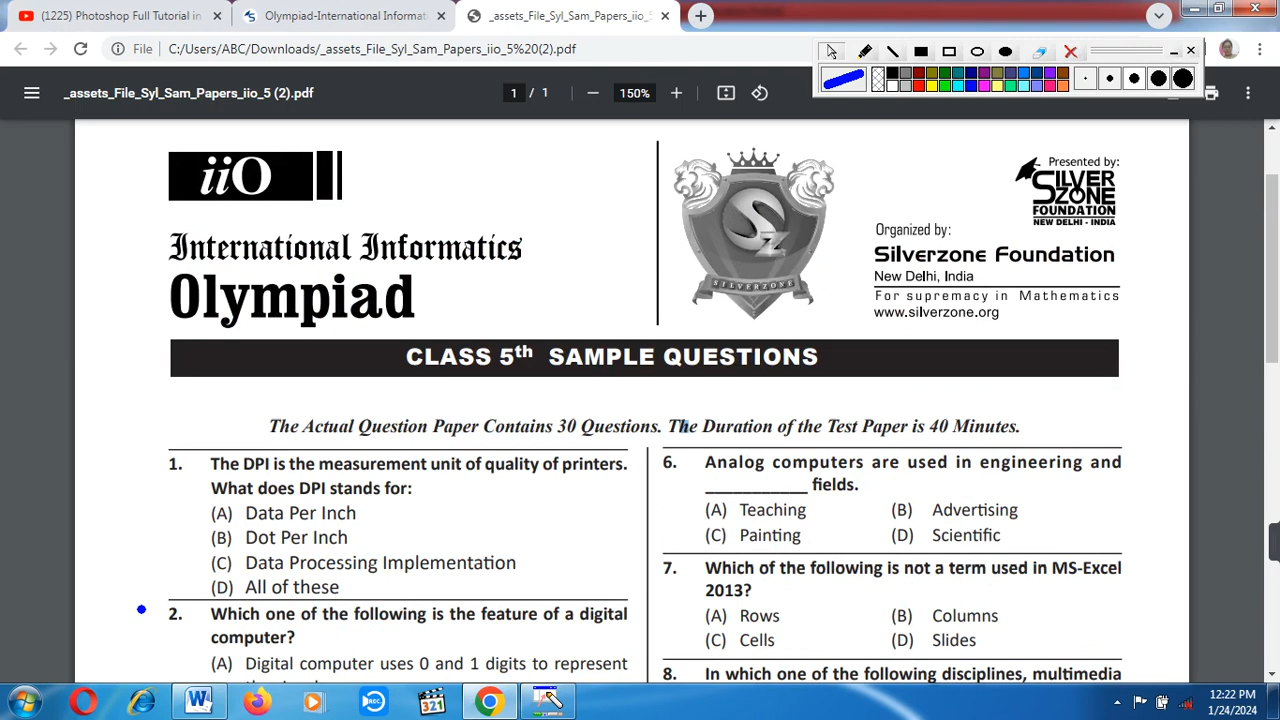 (1225) Photoshop Full Tutorial in
Olympiad-International Informati
_assets_File_Syl_Sam_Papers_iio_5
File
C:/Users/ABC/Downloads/_assets_File_Syl_Sam_Papers_iio_5%20(2).pdf
_assets_File_Syl_Sam_Papers_iio_5 (2).pdf
1 / 1
150%
iiO
International Informatics
Olympiad
SZ
SILVERZONE
Presented by:
SILVER
ZONE
FOUNDATION
NEW DELHI - INDIA
Organized by:
Silverzone Foundation
New Delhi, India
For supremacy in Mathematics
www.silverzone.org
CLASS 5th SAMPLE QUESTIONS
The Actual Question Paper Contains 30 Questions. The Duration of the Test Paper is 40 Minutes.
1. The DPI is the measurement unit of quality of printers.
What does DPI stands for:
(A) Data Per Inch
(B) Dot Per Inch
(C) Data Processing Implementation
(D) All of these
2. Which one of the following is the feature of a digital
computer?
(A) Digital computer uses 0 and 1 digits to represent
6. Analog computers are used in engineering and
___________ fields.
(A) Teaching (B) Advertising
(C) Painting (D) Scientific
7. Which of the following is not a term used in MS-Excel
2013?
(A) Rows (B) Columns
(C) Cells (D) Slides
8. In which one of the following disciplines, multimedia
REC
321
12:22 PM
1/24/2024